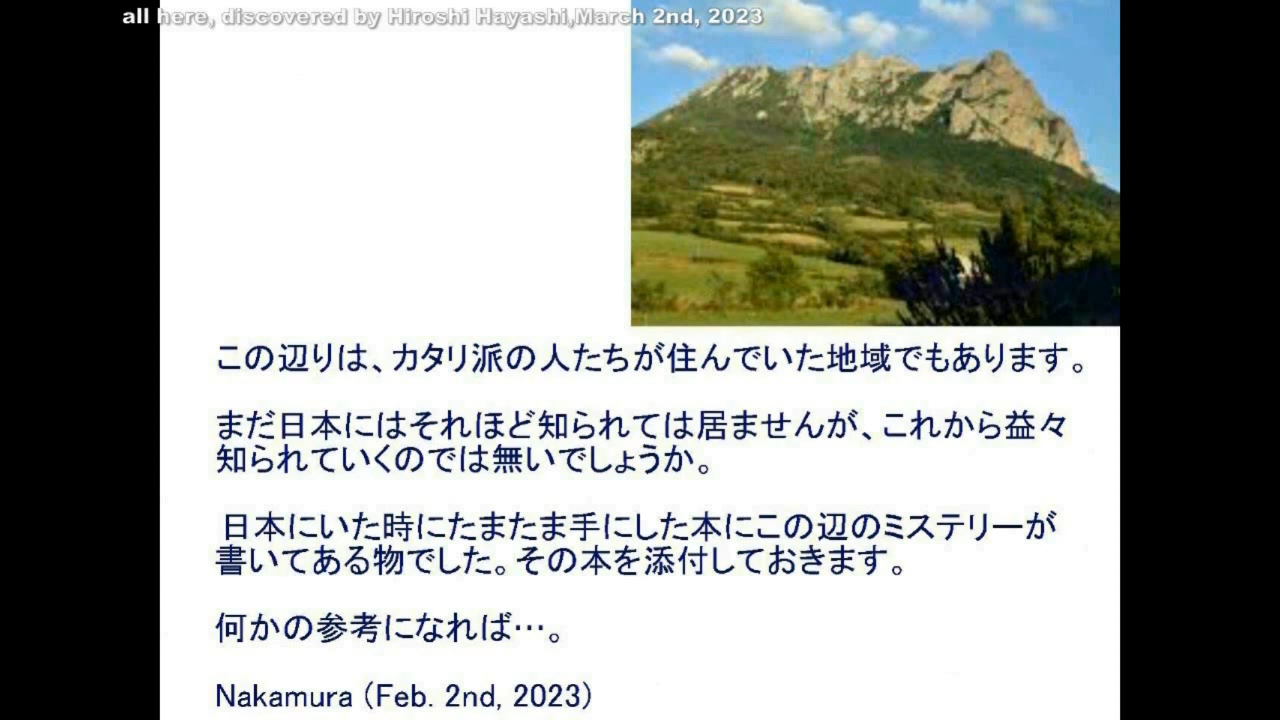 all here, discovered by Hiroshi Hayashi,March 2nd, 2023
この辺りは、カタリ派の人たちが住んでいた地域でもあります。
まだ日本にはそれほど知られては居ませんが、これから益々
知られていくのでは無いでしょうか。
日本にいた時にたまたま手にした本にこの辺のミステリーが
書いてある物でした。その本を添付しておきます。
何かの参考になれば…。
Nakamura (Feb. 2nd, 2023)